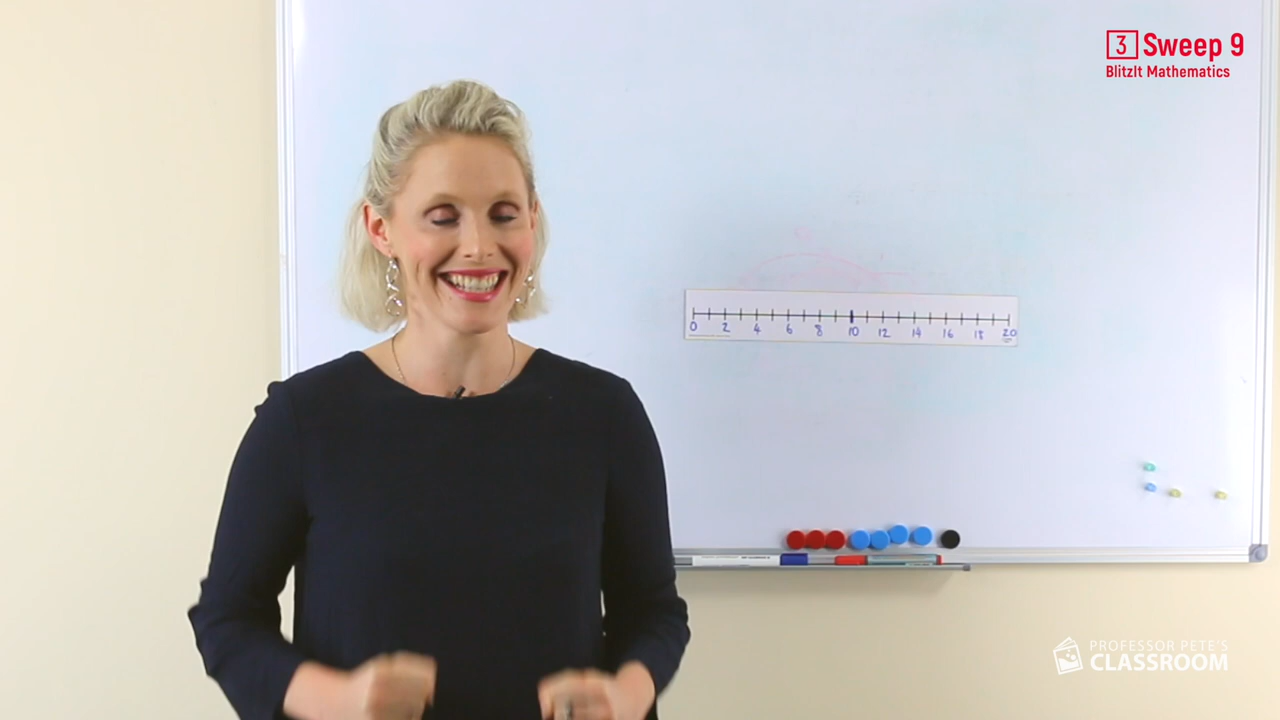 3 Sweep 9
BlitzIt Mathematics
0 2 4 6 8 10 12 14 16 18 20
PROFESSOR PETE'S
CLASSROOM